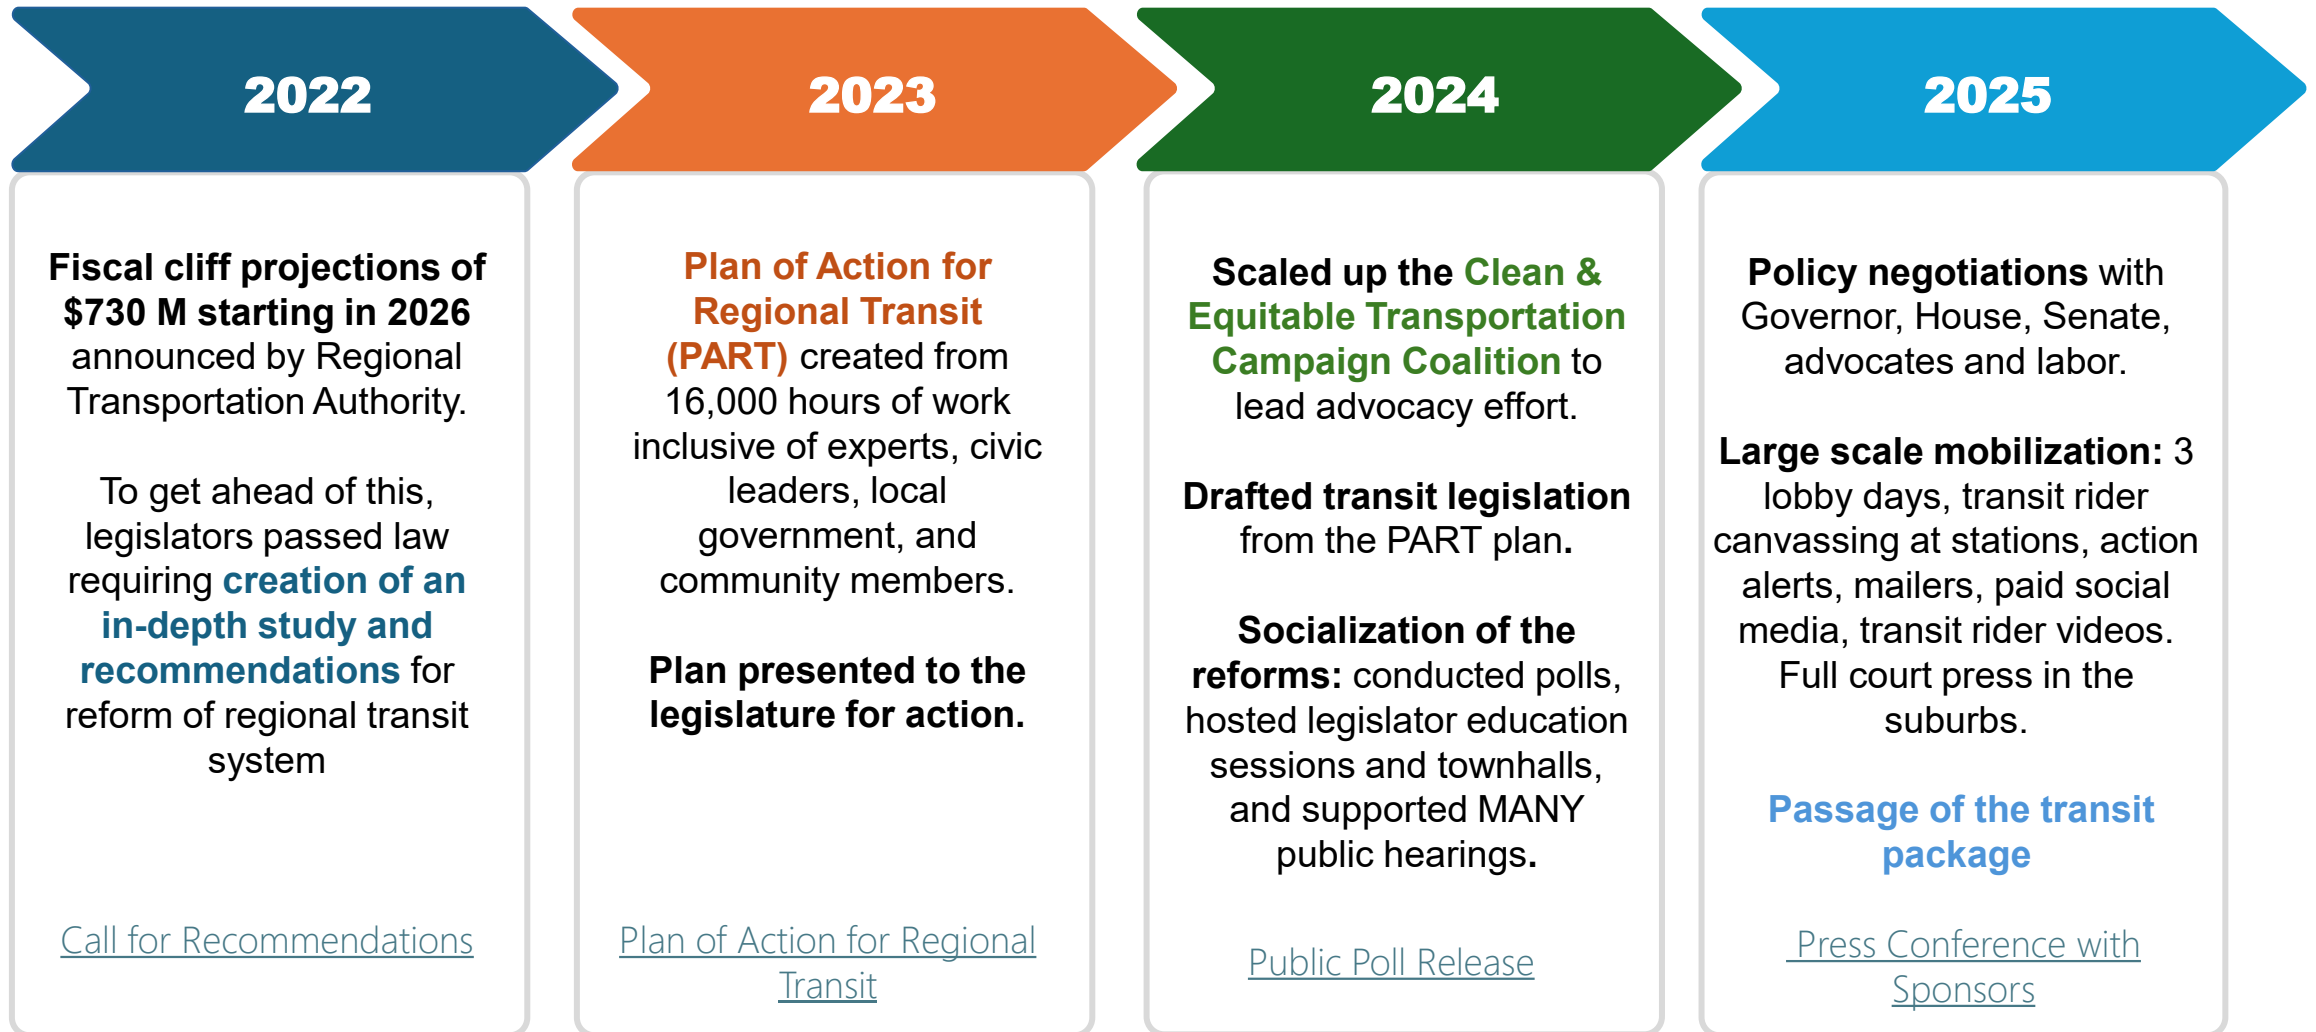 2022
Fiscal cliff projections of
$730 M starting in 2026
announced by Regional
Transportation Authority.
To get ahead of this,
legislators passed law
requiring creation of an
in-depth study and
recommendations for
reform of regional transit
system
Call for Recommendations
2023
Plan of Action for
Regional Transit
(PART) created from
16,000 hours of work
inclusive of experts, civic
leaders, local
government, and
community members.
Plan presented to the
legislature for action.
Plan of Action for Regional
Transit
2024
Scaled up the Clean &
Equitable Transportation
Campaign Coalition to
lead advocacy effort.
Drafted transit legislation
from the PART plan.
Socialization of the
reforms: conducted polls,
hosted legislator education
sessions and townhalls,
and supported MANY
public hearings.
Public Poll Release
2025
Policy negotiations with
Governor, House, Senate,
advocates and labor.
Large scale mobilization: 3
lobby days, transit rider
canvassing at stations, action
alerts, mailers, paid social
media, transit rider videos.
Full court press in the
suburbs.
Passage of the transit
package
Press Conference with
Sponsors